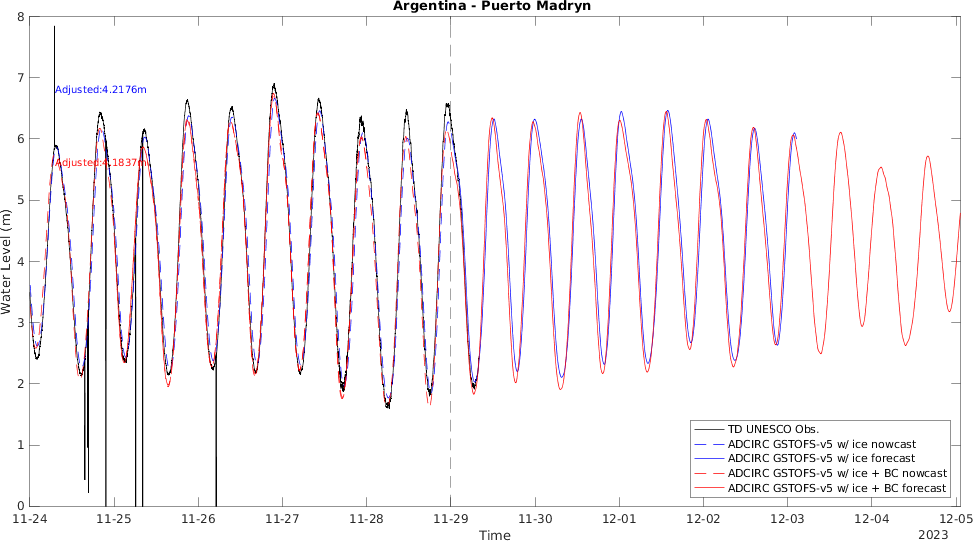 Argentina - Puerto Madryn
8
7
6
5
4
3
2
1
0
Water Level (m)
Adjusted:4.2176m
Adjusted:4.1837m
TD UNESCO Obs.
ADCIRC GSTOFS-v5 w/ ice nowcast
ADCIRC GSTOFS-v5 w/ ice forecast
ADCIRC GSTOFS-v5 w/ ice + BC nowcast
ADCIRC GSTOFS-v5 w/ ice + BC forecast
11-24 11-25 11-26 11-27 11-28 11-29 11-30 12-01 12-02 12-03 12-04 12-05
Time
2023